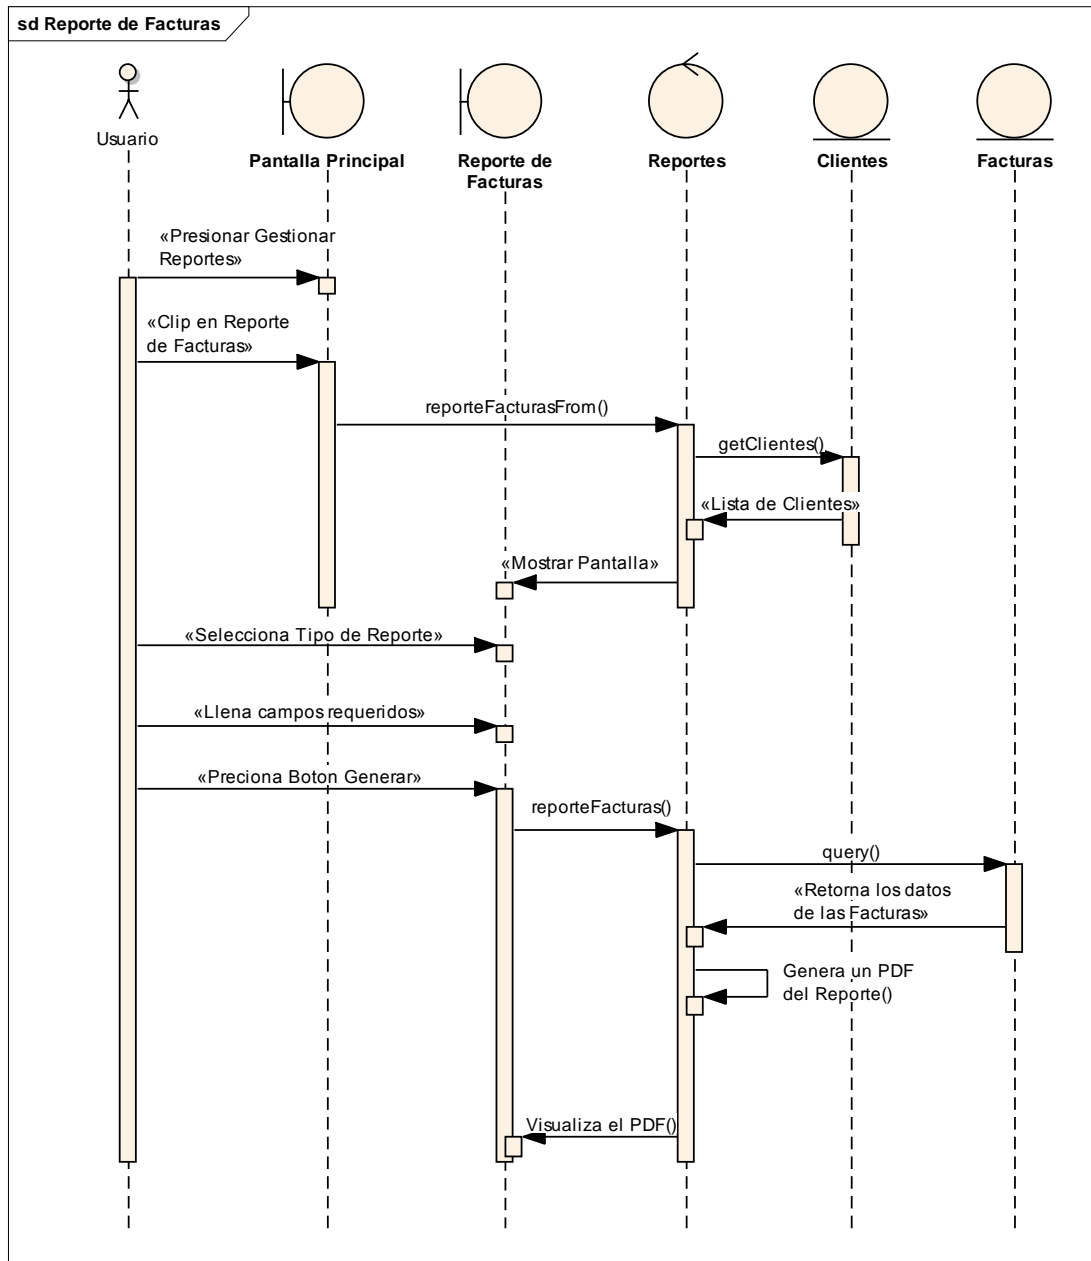 sd Reporte de Facturas
Usuario
Pantalla Principal
Reporte de
Facturas
Reportes
Clientes
Facturas
«Presionar Gestionar
Reportes»
«Clip en Reporte
de Facturas»
reporteFacturasFrom()
getClientes()
«Lista de Clientes»
«Mostrar Pantalla»
«Selecciona Tipo de Reporte»
«Llena campos requeridos»
«Preciona Boton Generar»
reporteFacturas()
query()
«Retorna los datos
de las Facturas»
Genera un PDF
del Reporte()
Visualiza el PDF()